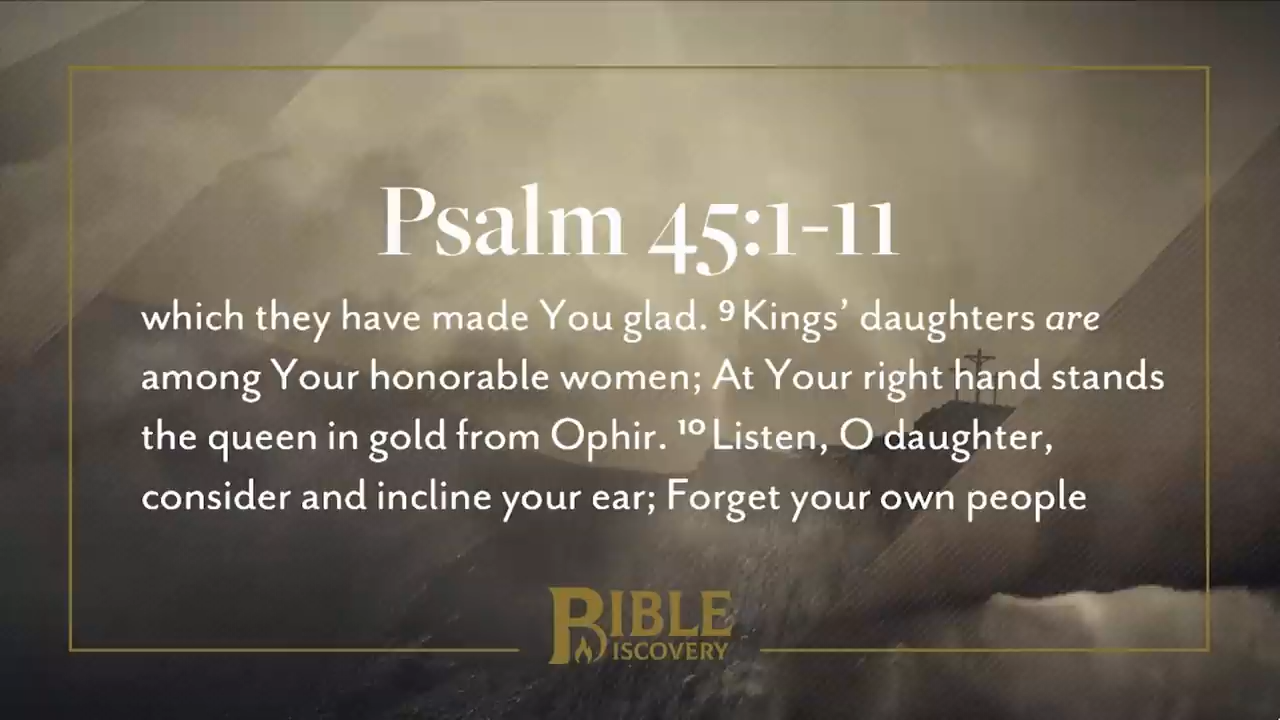 Psalm 45:1-11
which they have made You glad. ⁹ Kings’ daughters are
among Your honorable women; At Your right hand stands
the queen in gold from Ophir. ¹⁰ Listen, O daughter,
consider and incline your ear; Forget your own people
BIBLE
DISCOVERY